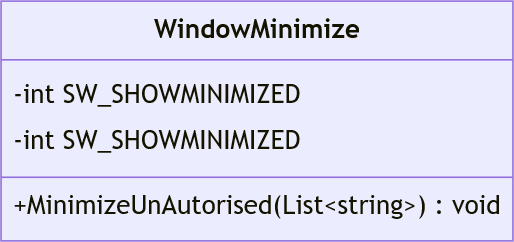 WindowMinimize
-int SW_SHOWMINIMIZED
-int SW_SHOWMINIMIZED
+MinimizeUnAutorised(List<string>) : void